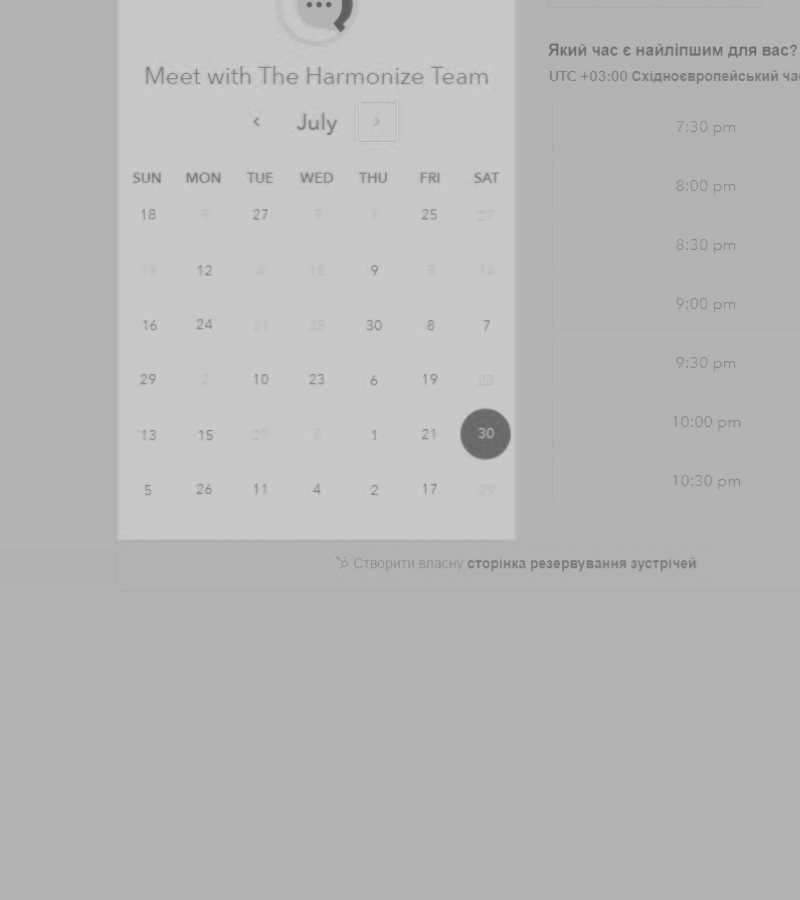 Meet with The Harmonize Team
July
SUN MON TUE WED THU FRI SAT
18 9 27 9 1 25 27
19 12 4 18 9 3 16
16 24 21 28 30 8 7
29 2 10 23 6 19 28
13 15 27 6 1 21 30
5 26 11 4 2 17 29
Який час є найліпшим для вас?
UTC +03:00 Східноєвропейський
7:30 pm
8:00 pm
8:30 pm
9:00 pm
9:30 pm
10:00 pm
10:30 pm
Створити власну сторінка резервування зустрічей